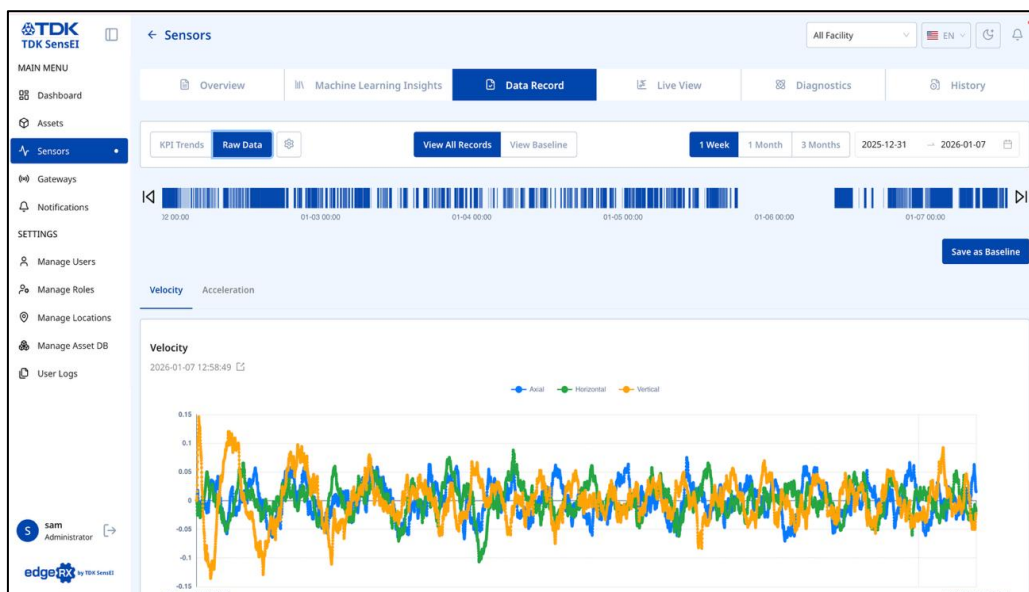 TDK
TDK SensEI
MAIN MENU
Dashboard
Assets
Sensors
Gateways
Notifications
SETTINGS
Manage Users
Manage Roles
Manage Locations
Manage Asset DB
User Logs
S
sam
Administrator
edgeRX by TDK SensEI
← Sensors
All Facility
EN
Overview
Machine Learning Insights
Data Record
Live View
Diagnostics
History
KPI Trends
Raw Data
View All Records
View Baseline
1 Week
1 Month
3 Months
2025-12-31 → 2026-01-07
01-03 00:00
01-04 00:00
01-05 00:00
01-06 00:00
01-07 00:00
Save as Baseline
Velocity
Acceleration
Velocity
2026-01-07 12:58:49
Axial
Horizontal
Vertical
0.15
0.1
0.05
0
-0.05
-0.1
-0.15